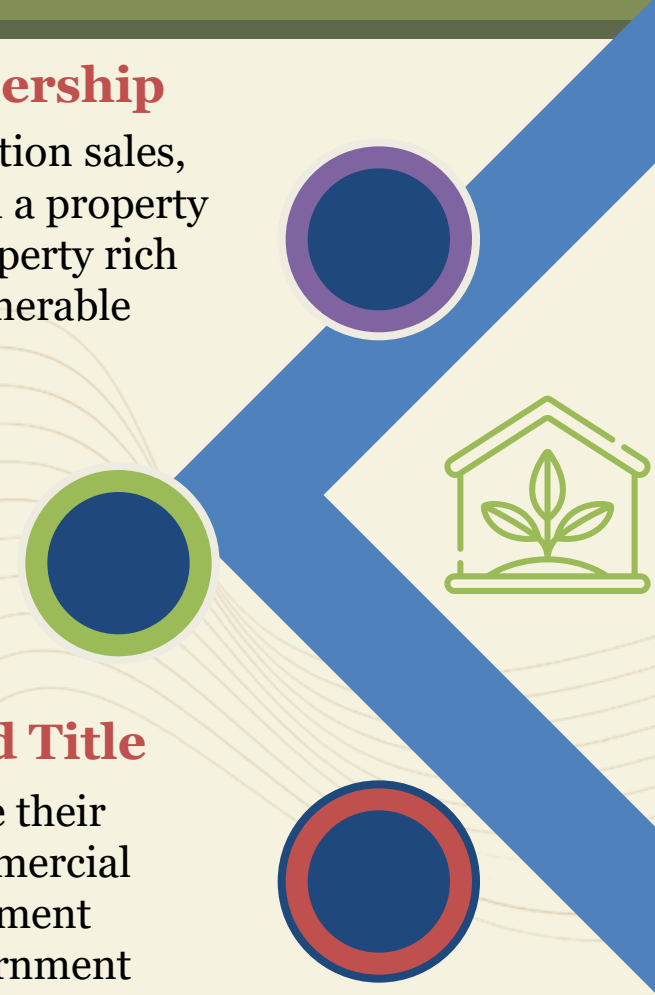 ership
tion sales,
a property
perty rich
nerable
d Title
e their
mercial
ment
rnment